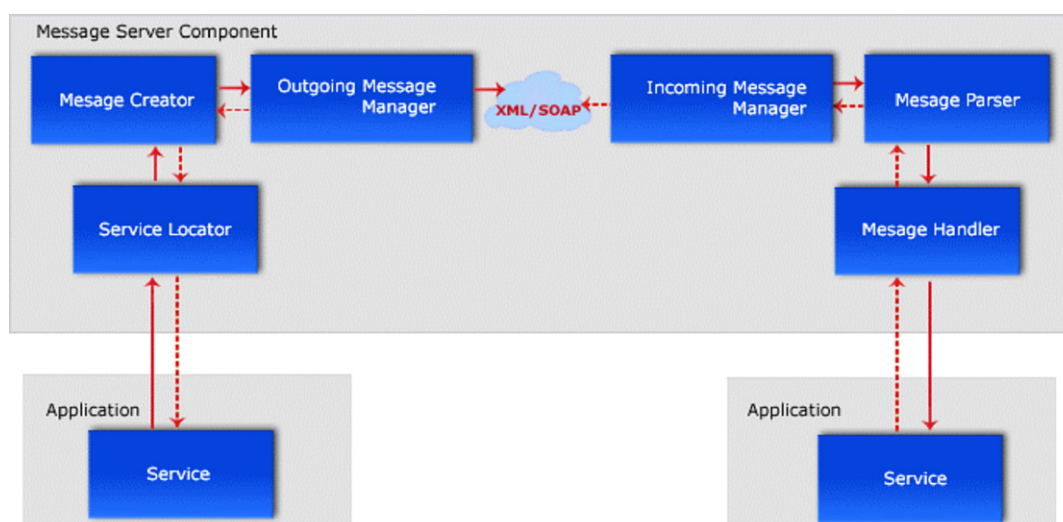 Message Server Component
Mesage Creator
Outgoing Message
Manager
XML/SOAP
Incoming Message
Manager
Mesage Parser
Service Locator
Mesage Handler
Application
Service
Application
Service